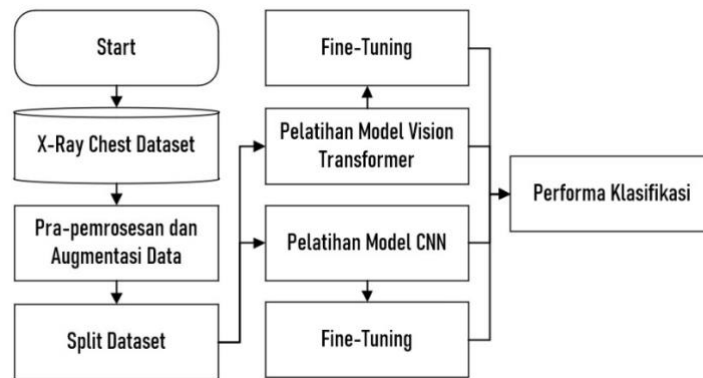 Start
X-Ray Chest Dataset
Pra-pemrosesan dan
Augmentasi Data
Split Dataset
Fine-Tuning
Pelatihan Model Vision
Transformer
Pelatihan Model CNN
Fine-Tuning
Performa Klasifikasi